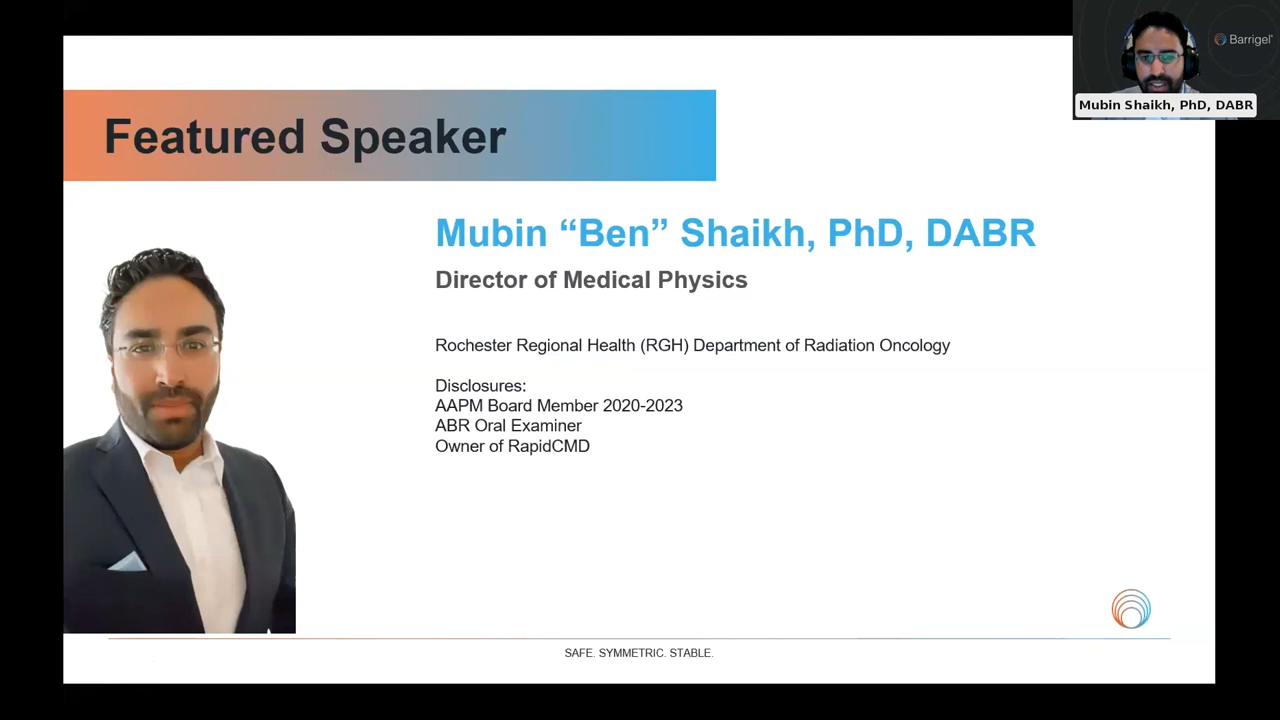 Barrigel
Mubin Shaikh, PhD, DABR
Featured Speaker
Mubin “Ben” Shaikh, PhD, DABR
Director of Medical Physics
Rochester Regional Health (RGH) Department of Radiation Oncology
Disclosures:
AAPM Board Member 2020-2023
ABR Oral Examiner
Owner of RapidCMD
SAFE. SYMMETRIC. STABLE.